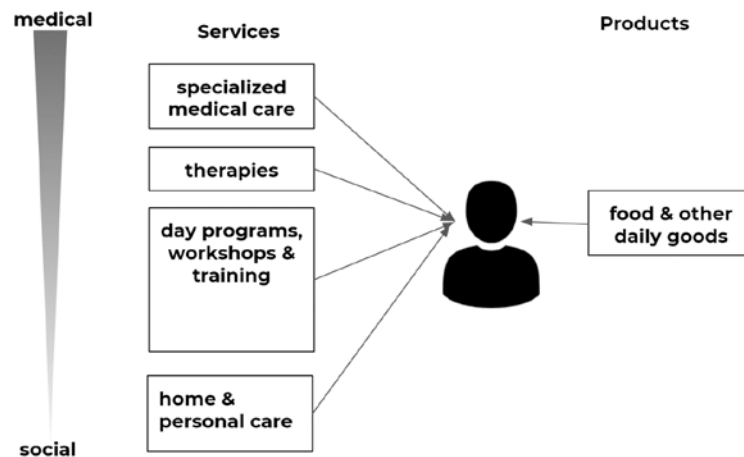 medical
Services
Products
specialized
medical care
therapies
day programs,
workshops &
training
food & other
daily goods
home &
personal care
social